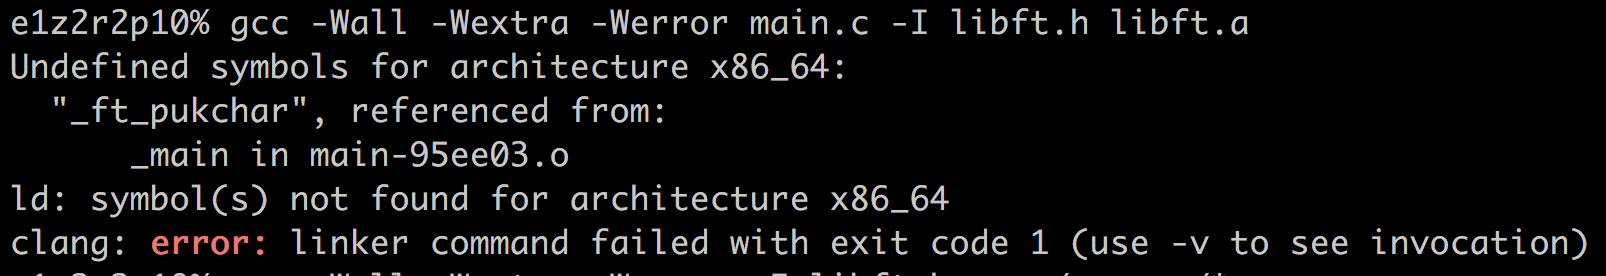 e1z2r2p10% gcc -Wall -Wextra -Werror main.c -I libft.h libft.a
Undefined symbols for architecture x86_64:
  "_ft_pukchar", referenced from:
      _main in main-95ee03.o
ld: symbol(s) not found for architecture x86_64
clang: error: linker command failed with exit code 1 (use -v to see invocation)